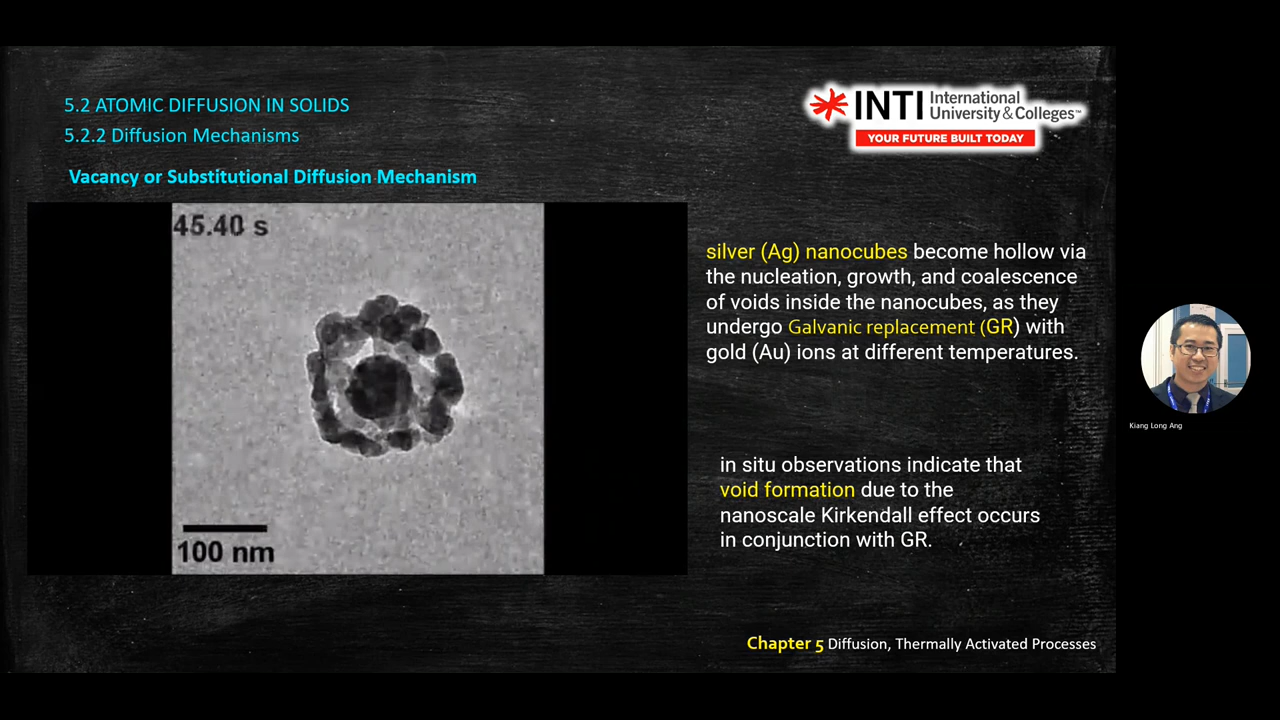 5.2 ATOMIC DIFFUSION IN SOLIDS
5.2.2 Diffusion Mechanisms
INTI International
University & Colleges™
YOUR FUTURE BUILT TODAY
Vacancy or Substitutional Diffusion Mechanism
45.40 s
100 nm
silver (Ag) nanocubes become hollow via
the nucleation, growth, and coalescence
of voids inside the nanocubes, as they
undergo Galvanic replacement (GR) with
gold (Au) ions at different temperatures.
in situ observations indicate that
void formation due to the
nanoscale Kirkendall effect occurs
in conjunction with GR.
Kiang Long Ang
Chapter 5 Diffusion, Thermally Activated Processes